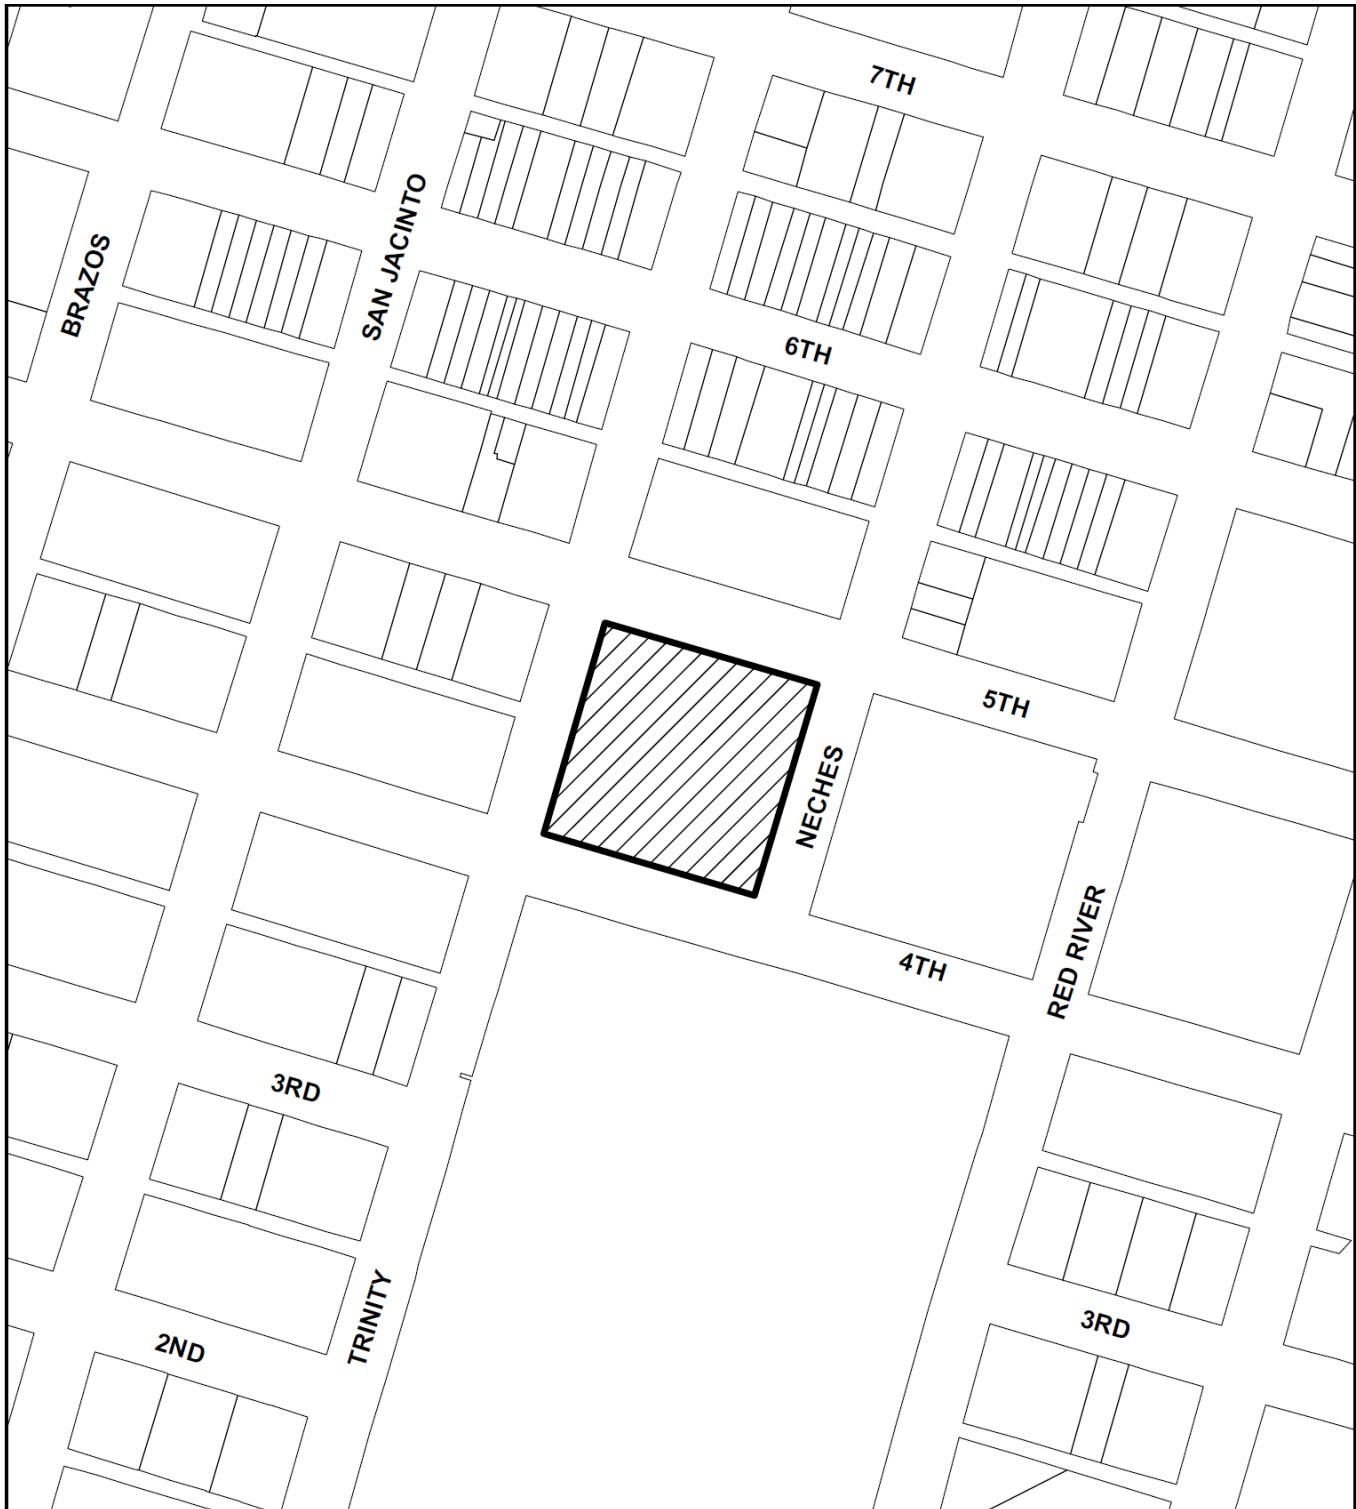 7TH
SAN JACINTO
BRAZOS
6TH
5TH
NECHES
RED RIVER
4TH
3RD
TRINITY
3RD
2ND